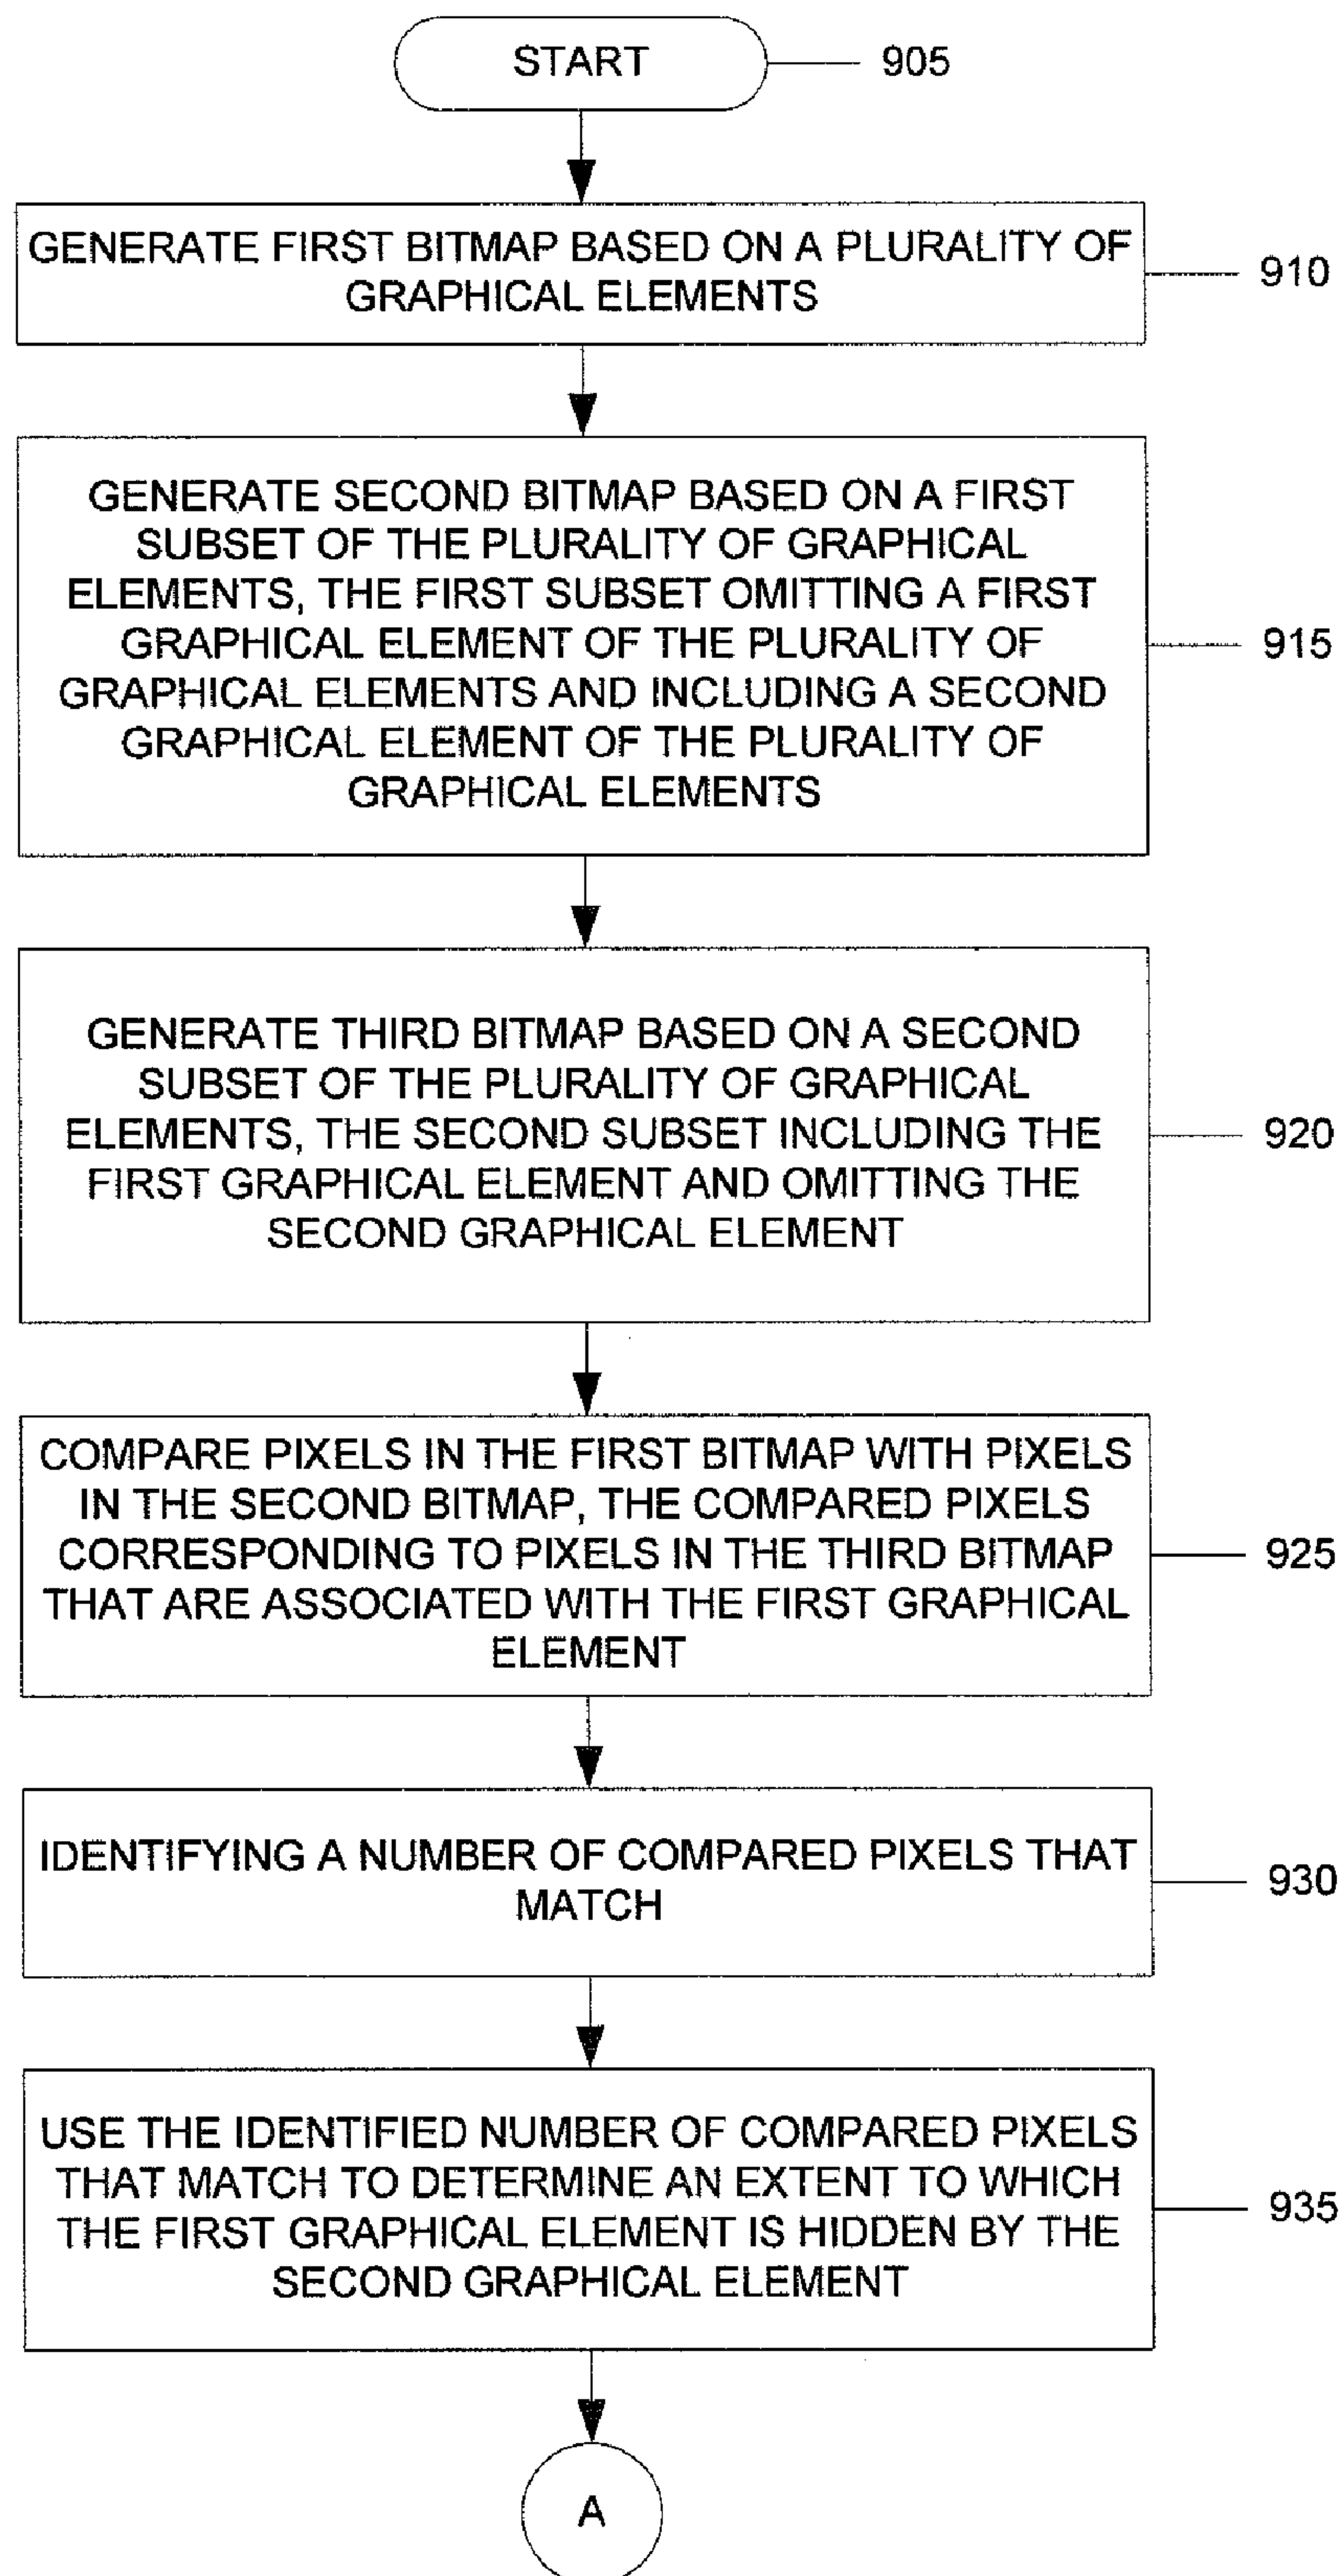 START
905
GENERATE FIRST BITMAP BASED ON A PLURALITY OF
GRAPHICAL ELEMENTS
910
GENERATE SECOND BITMAP BASED ON A FIRST
SUBSET OF THE PLURALITY OF GRAPHICAL
ELEMENTS, THE FIRST SUBSET OMITTING A FIRST
GRAPHICAL ELEMENT OF THE PLURALITY OF
GRAPHICAL ELEMENTS AND INCLUDING A SECOND
GRAPHICAL ELEMENT OF THE PLURALITY OF
GRAPHICAL ELEMENTS
915
GENERATE THIRD BITMAP BASED ON A SECOND
SUBSET OF THE PLURALITY OF GRAPHICAL
ELEMENTS, THE SECOND SUBSET INCLUDING THE
FIRST GRAPHICAL ELEMENT AND OMITTING THE
SECOND GRAPHICAL ELEMENT
920
COMPARE PIXELS IN THE FIRST BITMAP WITH PIXELS
IN THE SECOND BITMAP, THE COMPARED PIXELS
CORRESPONDING TO PIXELS IN THE THIRD BITMAP
THAT ARE ASSOCIATED WITH THE FIRST GRAPHICAL
ELEMENT
925
IDENTIFYING A NUMBER OF COMPARED PIXELS THAT
MATCH
930
USE THE IDENTIFIED NUMBER OF COMPARED PIXELS
THAT MATCH TO DETERMINE AN EXTENT TO WHICH
THE FIRST GRAPHICAL ELEMENT IS HIDDEN BY THE
SECOND GRAPHICAL ELEMENT
935
A